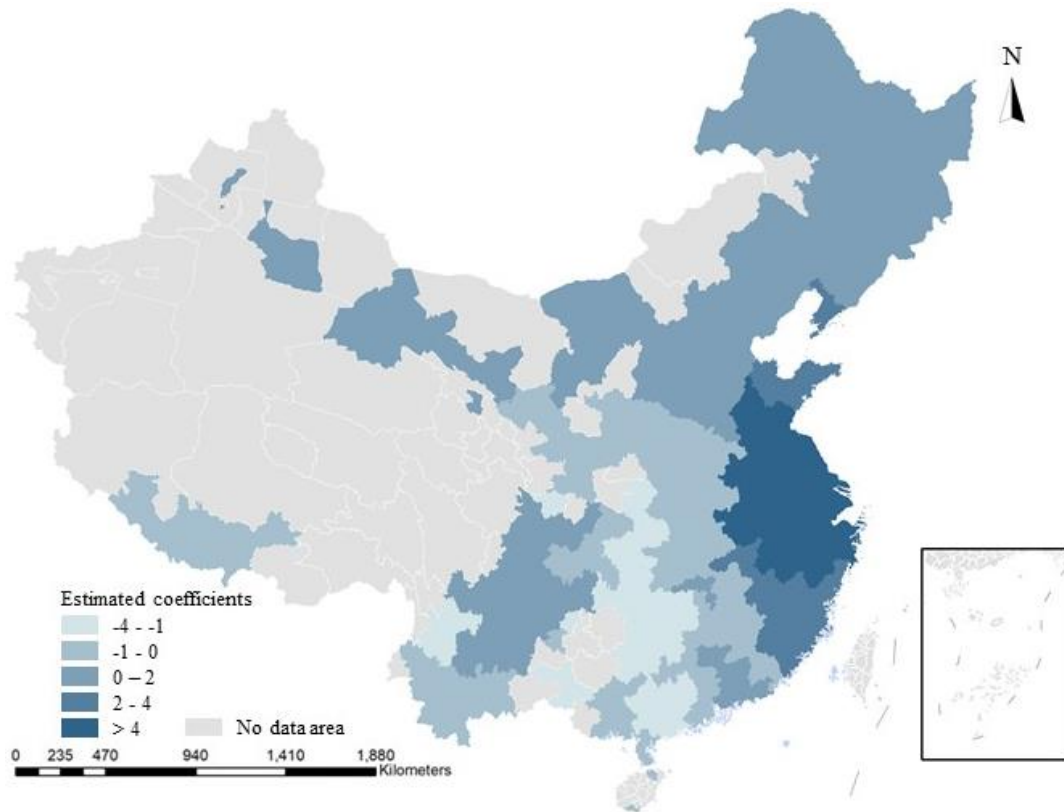 N
Estimated coefficients
-4 - -1
-1 - 0
0 – 2
2 - 4
> 4
No data area
0 235 470 940 1,410 1,880
Kilometers